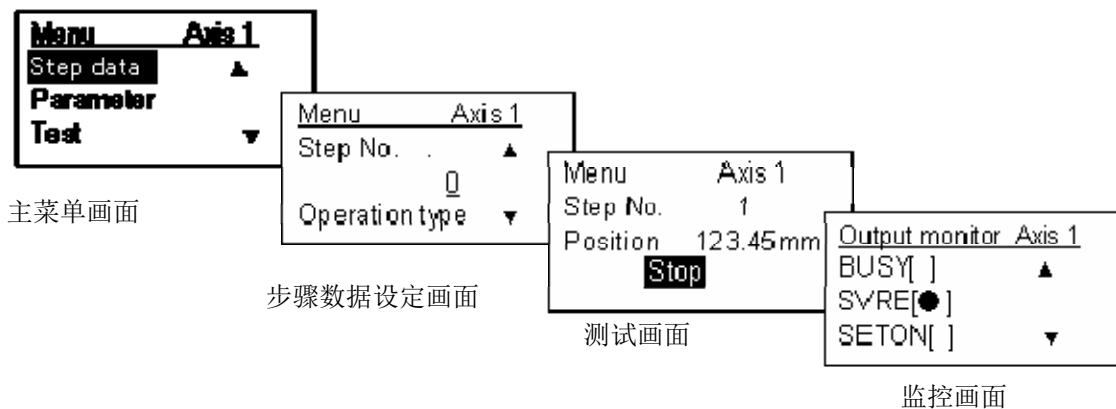 Menu Axis 1
Step data ▲
Parameter
Test ▼
主菜单画面
Menu Axis 1
Step No. . ▲
0
Operation type ▼
步骤数据设定画面
Menu Axis 1
Step No. 1
Position 123.45mm
Stop
测试画面
Output monitor Axis 1
BUSY[ ] ▲
SVRE[●]
SETON[ ] ▼
监控画面